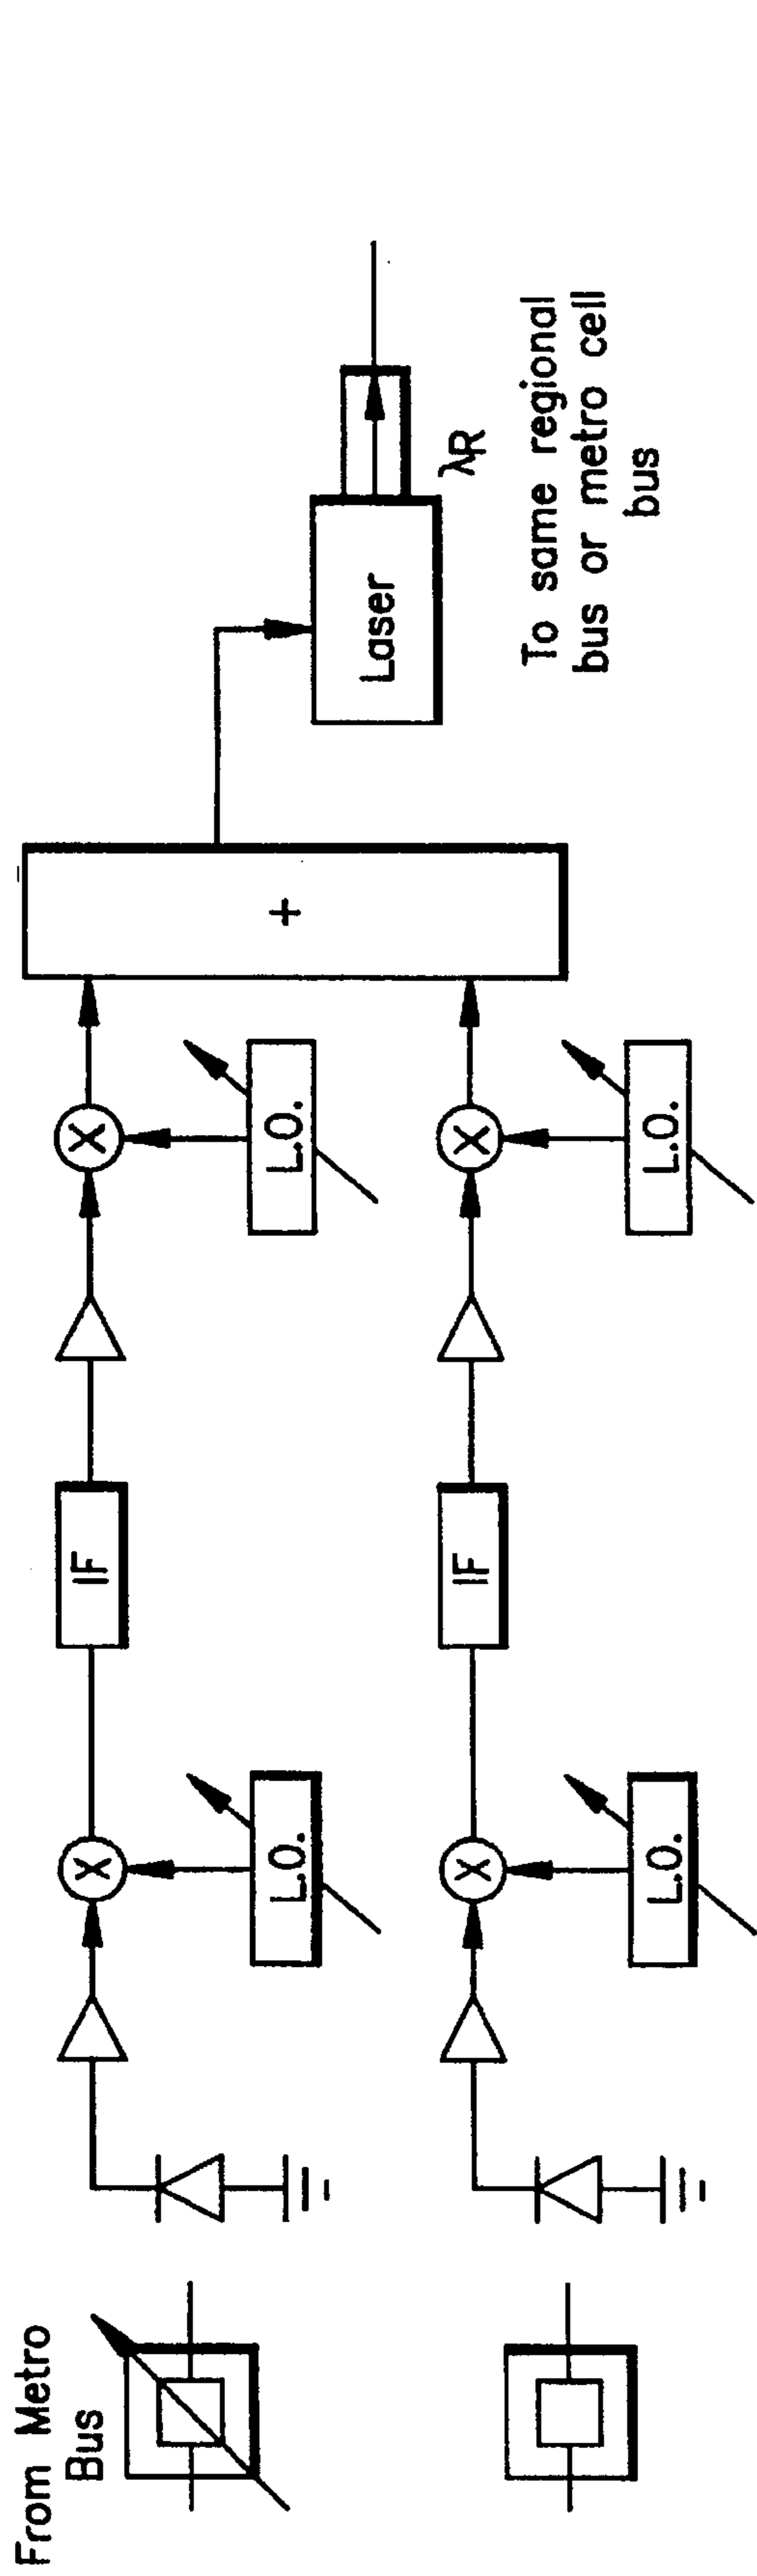 From Metro
Bus
X
L.O.
IF
X
L.O.
X
L.O.
IF
X
L.O.
+
Laser
λR
To same regional
bus or metro cell
bus